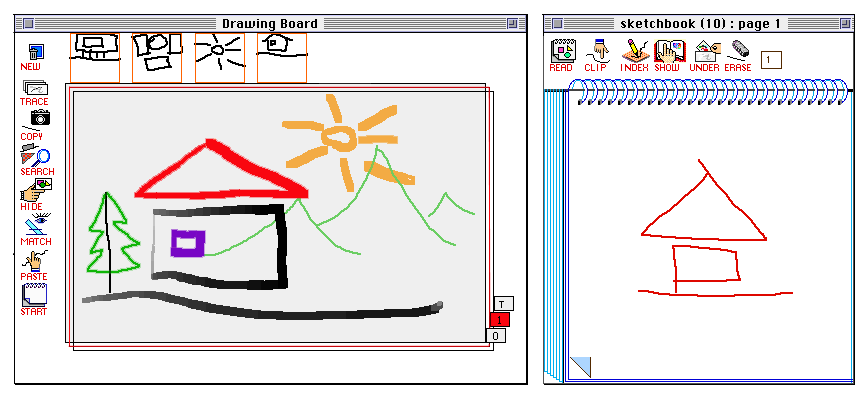 Drawing Board
NEW
TRACE
COPY
SEARCH
HIDE
MATCH
PASTE
START
T
1
0
sketchbook (10) : page 1
READ CLIP INDEX SHOW UNDER ERASE 1